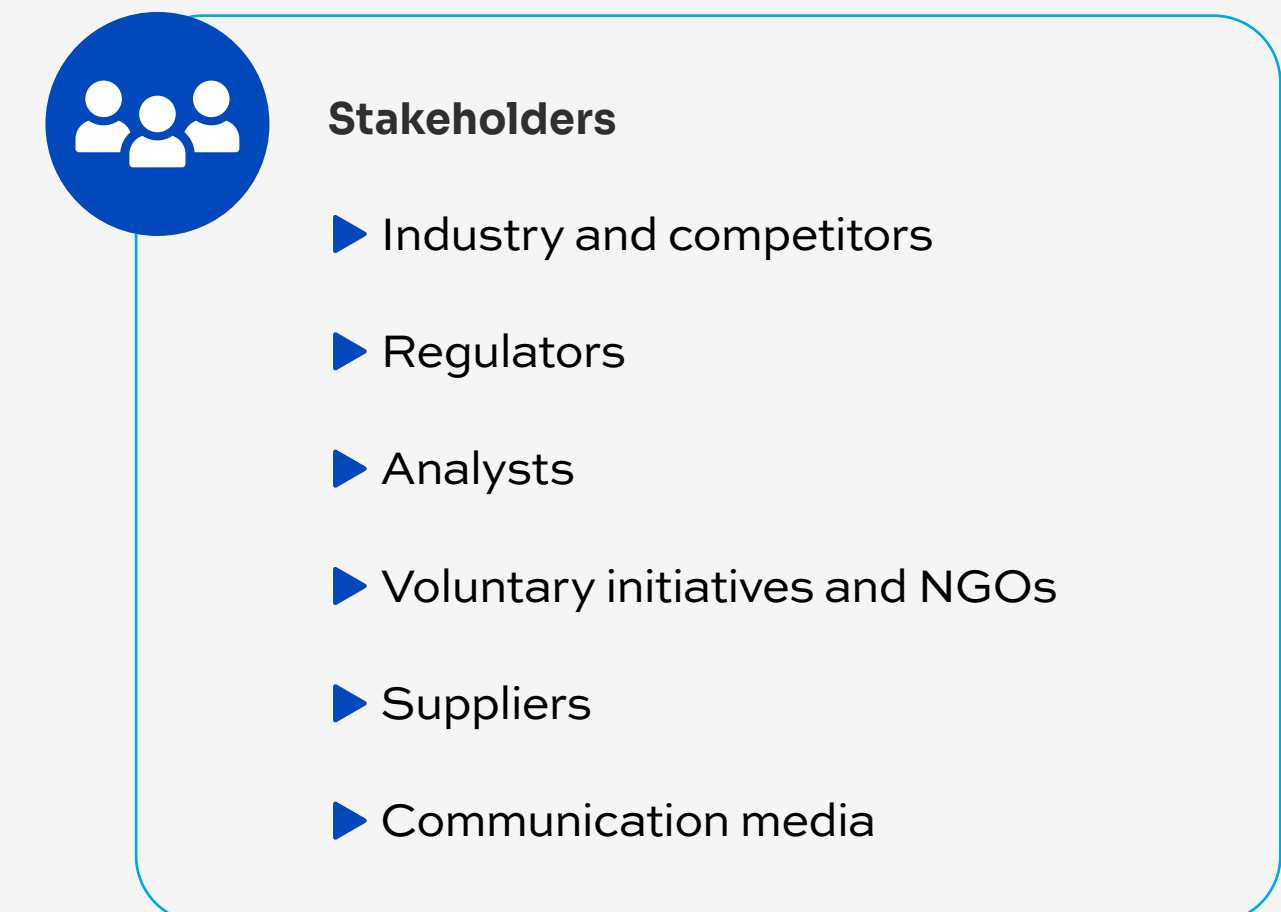 Stakeholders
Industry and competitors
Regulators
Analysts
Voluntary initiatives and NGOs
Suppliers
Communication media